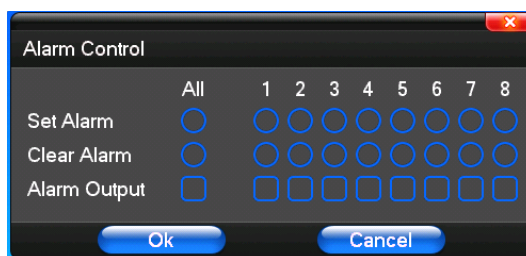 Alarm Control
All 1 2 3 4 5 6 7 8
Set Alarm
Clear Alarm
Alarm Output
Ok Cancel